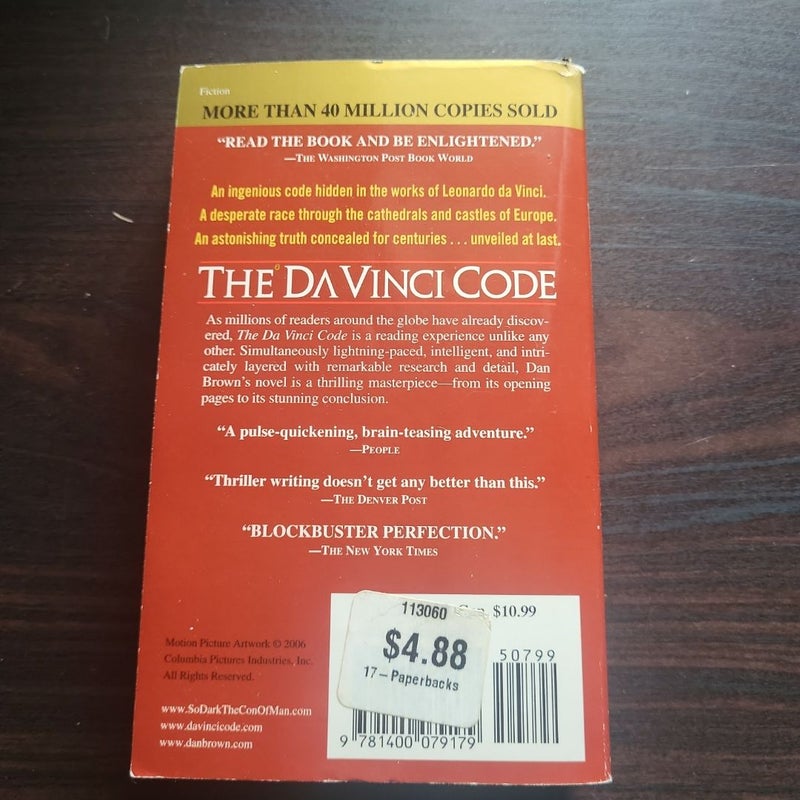 Fiction
MORE THAN 40 MILLION COPIES SOLD
“READ THE BOOK AND BE ENLIGHTENED.”
—THE WASHINGTON POST BOOK WORLD
An ingenious code hidden in the works of Leonardo da Vinci.
A desperate race through the cathedrals and castles of Europe.
An astonishing truth concealed for centuries . . . unveiled at last.
THE DA VINCI CODE
As millions of readers around the globe have already discov-
ered, The Da Vinci Code is a reading experience unlike any
other. Simultaneously lightning-paced, intelligent, and intri-
cately layered with remarkable research and detail, Dan
Brown’s novel is a thrilling masterpiece—from its opening
pages to its stunning conclusion.
“A pulse-quickening, brain-teasing adventure.”
—PEOPLE
“Thriller writing doesn’t get any better than this.”
—THE DENVER POST
“BLOCKBUSTER PERFECTION.”
—THE NEW YORK TIMES
$10.99
113060
$4.88
17–Paperbacks
50799
9 781400 079179
Motion Picture Artwork © 2006
Columbia Pictures Industries, Inc.
All Rights Reserved.
www.SoDarkTheConOfMan.com
www.davincicode.com
www.danbrown.com